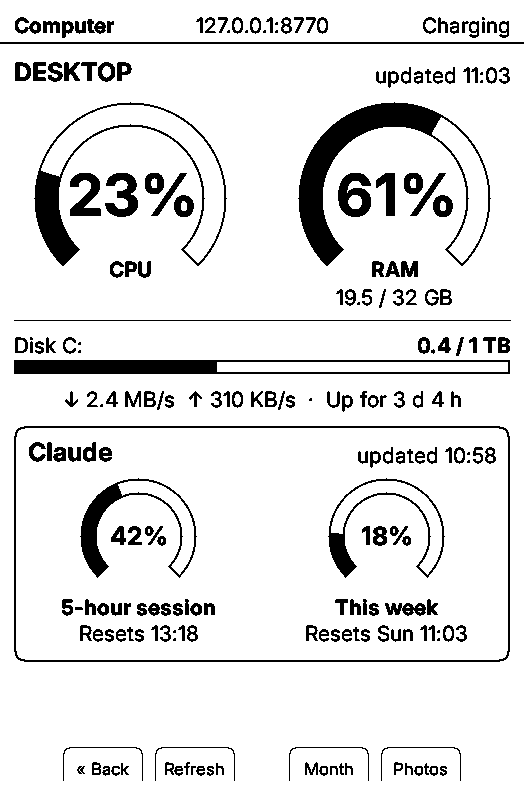 Computer 127.0.0.1:8770 Charging
DESKTOP updated 11:03
23% 61%
CPU RAM
19.5 / 32 GB
Disk C: 0.4 / 1 TB
↓ 2.4 MB/s ↑ 310 KB/s · Up for 3 d 4 h
Claude updated 10:58
42% 18%
5-hour session This week
Resets 13:18 Resets Sun 11:03
« Back Refresh Month Photos